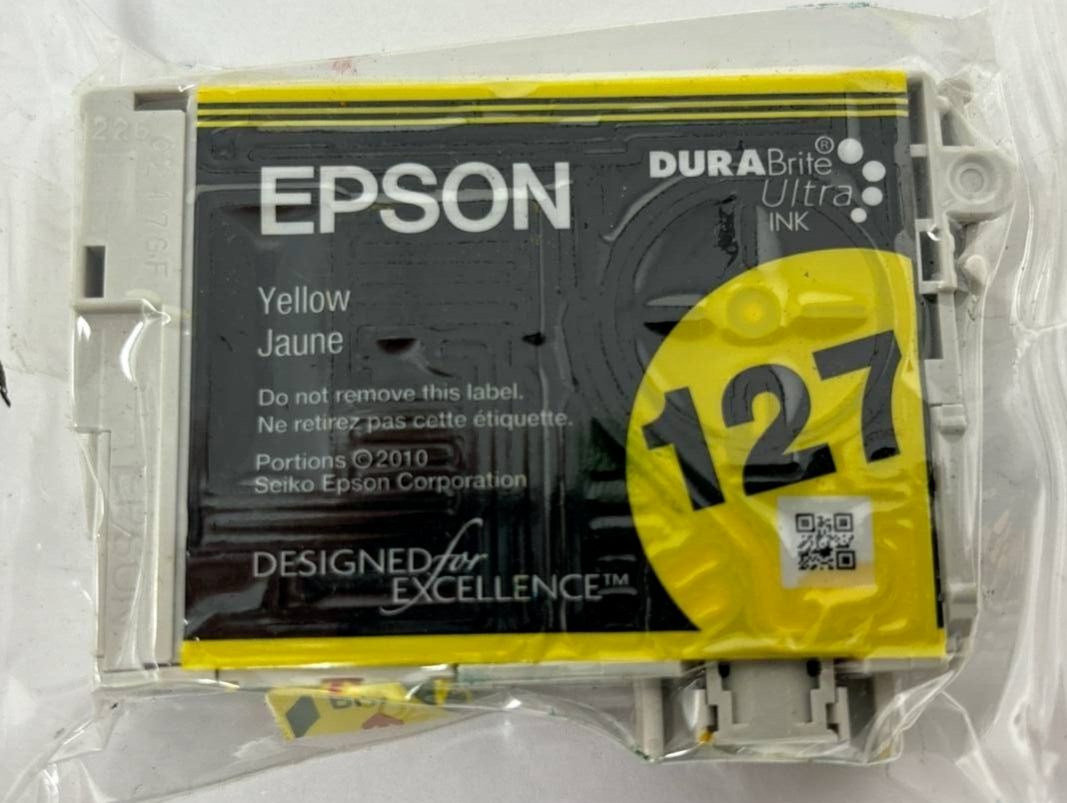 EPSON
DURABrite®
Ultra
INK
Yellow
Jaune
127
Do not remove this label.
Ne retirez pas cette étiquette.
Portions ©2010
Seiko Epson Corporation
DESIGNED for
EXCELLENCE™